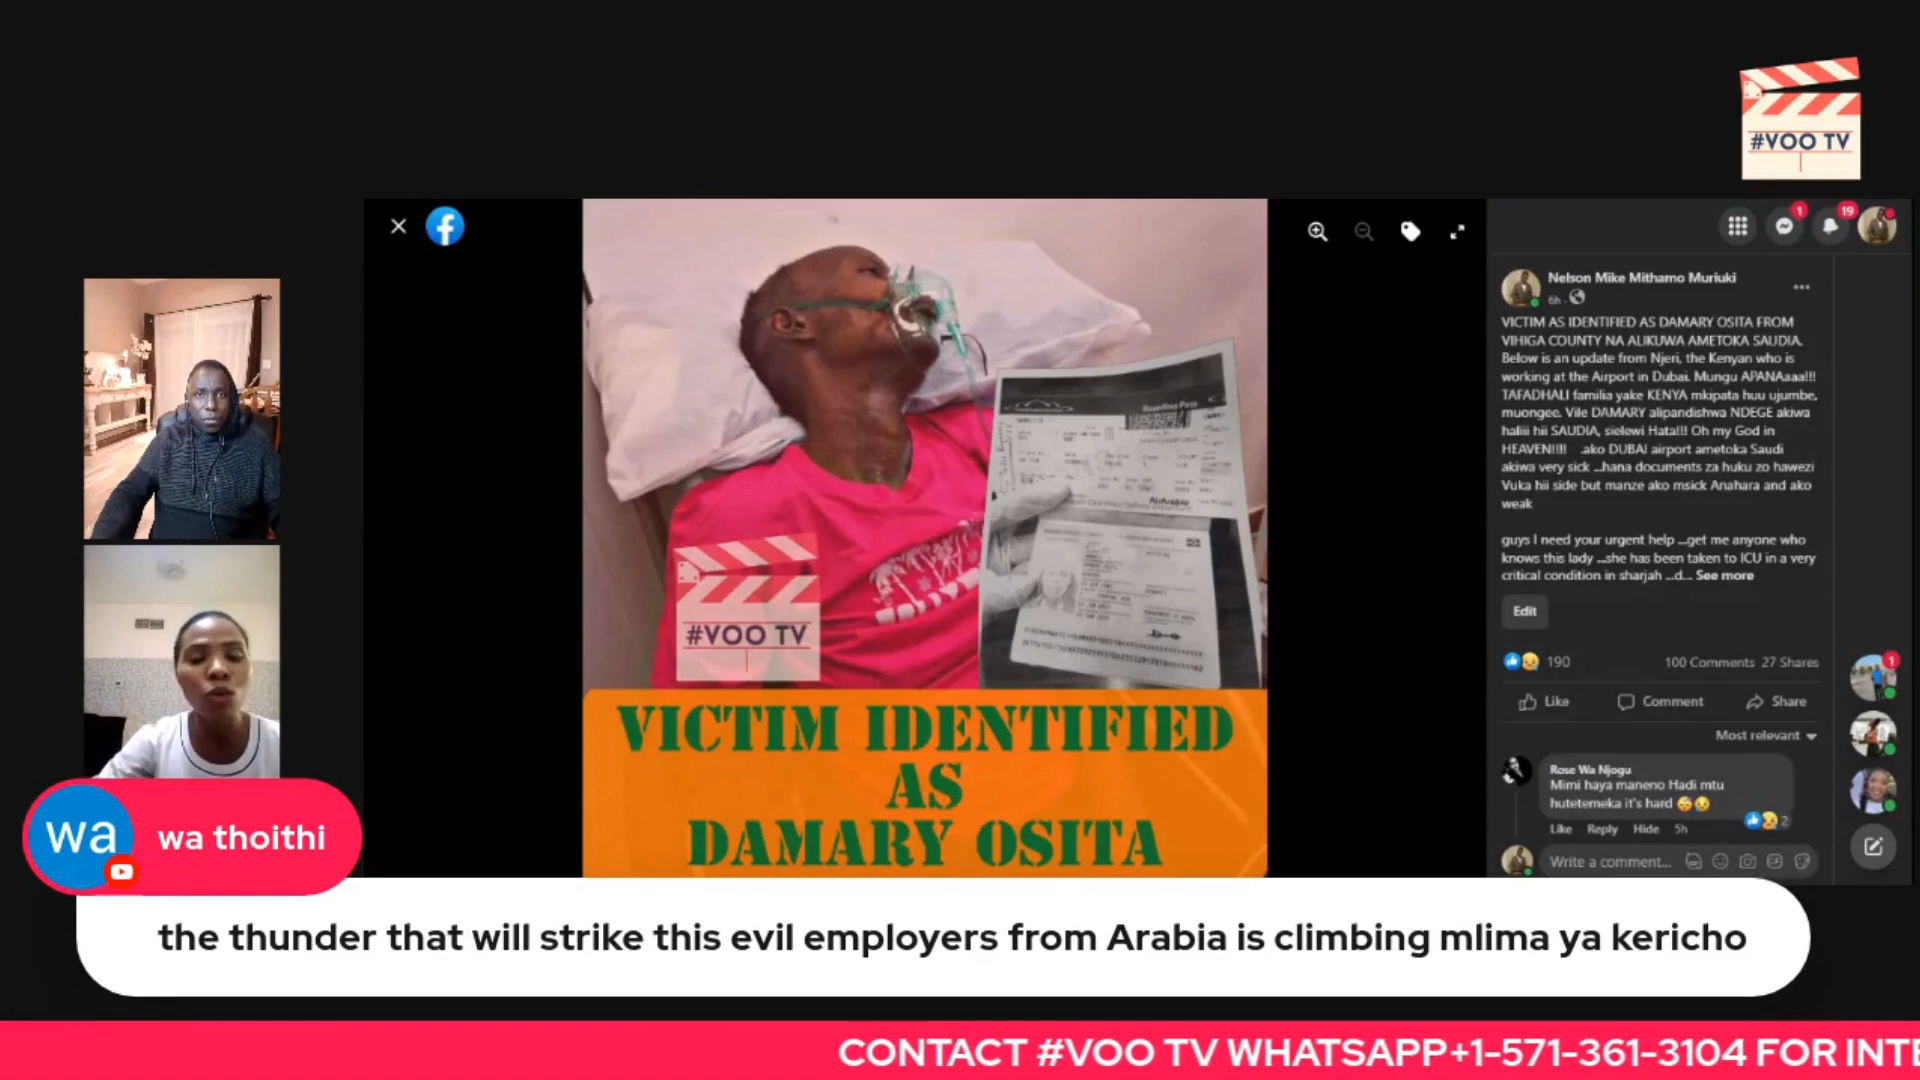 #VOO TV
1
19
Nelson Mike Mithamo Muriuki
6h
VICTIM AS IDENTIFIED AS DAMARY OSITA FROM
VIHIGA COUNTY NA ALIKUWA AMETOKA SAUDIA.
Below is an update from Njeri, the Kenyan who is
working at the Airport in Dubai. Mungu APANAaaa!!!
TAFADHALI familia yake KENYA mkipata huu ujumbe,
muongee. Vile DAMARY alipandishwa NDEGE akiwa
haliii hii SAUDIA, sielewi Hata!!! Oh my God in
HEAVEN!!!! .ako DUBAI airport ametoka Saudi
akiwa very sick ...hana documents za huku zo hawezi
Vuka hii side but manze ako msick Anahara and ako
weak
guys I need your urgent help ...get me anyone who
knows this lady ...she has been taken to ICU in a very
critical condition in sharjah ...d... See more
Edit
190
100 Comments 27 Shares
Like Comment Share
Most relevant
Rose Wa Njogu
Mimi haya maneno Hadi mtu
hutetemeka it's hard
2
Like Reply Hide 5h
Write a comment...
1
Boarding Pass
AirArabia
#VOO TV
VICTIM IDENTIFIED
AS
DAMARY OSITA
wa
wa thoithi
the thunder that will strike this evil employers from Arabia is climbing mlima ya kericho
CONTACT #VOO TV WHATSAPP+1-571-361-3104 FOR INTE